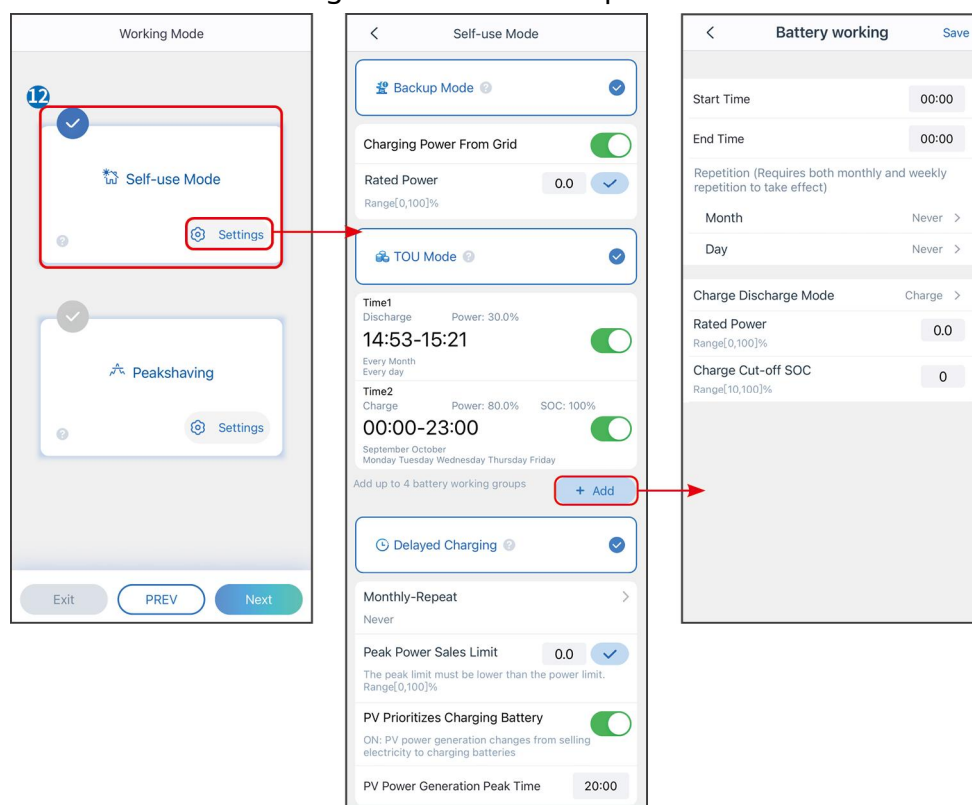 Working Mode
12
Self-use Mode
Settings
Peakshaving
Settings
Exit
PREV
Next
Self-use Mode
Backup Mode
Charging Power From Grid
Rated Power
0.0
Range[0,100]%
TOU Mode
Time1
Discharge Power: 30.0%
14:53-15:21
Every Month
Every day
Time2
Charge Power: 80.0% SOC: 100%
00:00-23:00
September October
Monday Tuesday Wednesday Thursday Friday
Add up to 4 battery working groups
+ Add
Delayed Charging
Monthly-Repeat
Never
Peak Power Sales Limit
0.0
The peak limit must be lower than the power limit.
Range[0,100]%
PV Prioritizes Charging Battery
ON: PV power generation changes from selling
electricity to charging batteries
PV Power Generation Peak Time 20:00
Battery working Save
Start Time 00:00
End Time 00:00
Repetition (Requires both monthly and weekly
repetition to take effect)
Month Never
Day Never
Charge Discharge Mode Charge
Rated Power
0.0
Range[0,100]%
Charge Cut-off SOC
0
Range[10,100]%